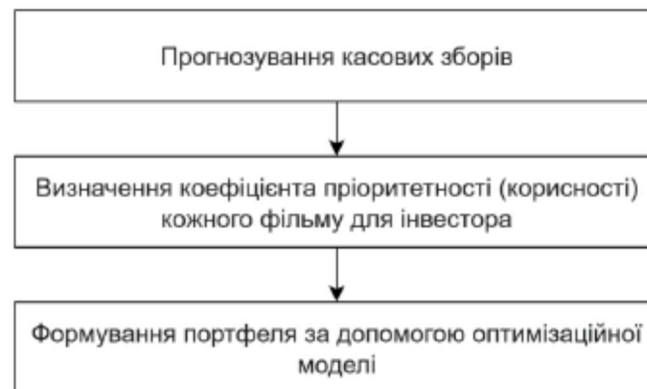 Прогнозування касових зборів
Визначення коефіцієнта пріоритетності (корисності)
кожного фільму для інвестора
Формування портфеля за допомогою оптимізаційної
моделі